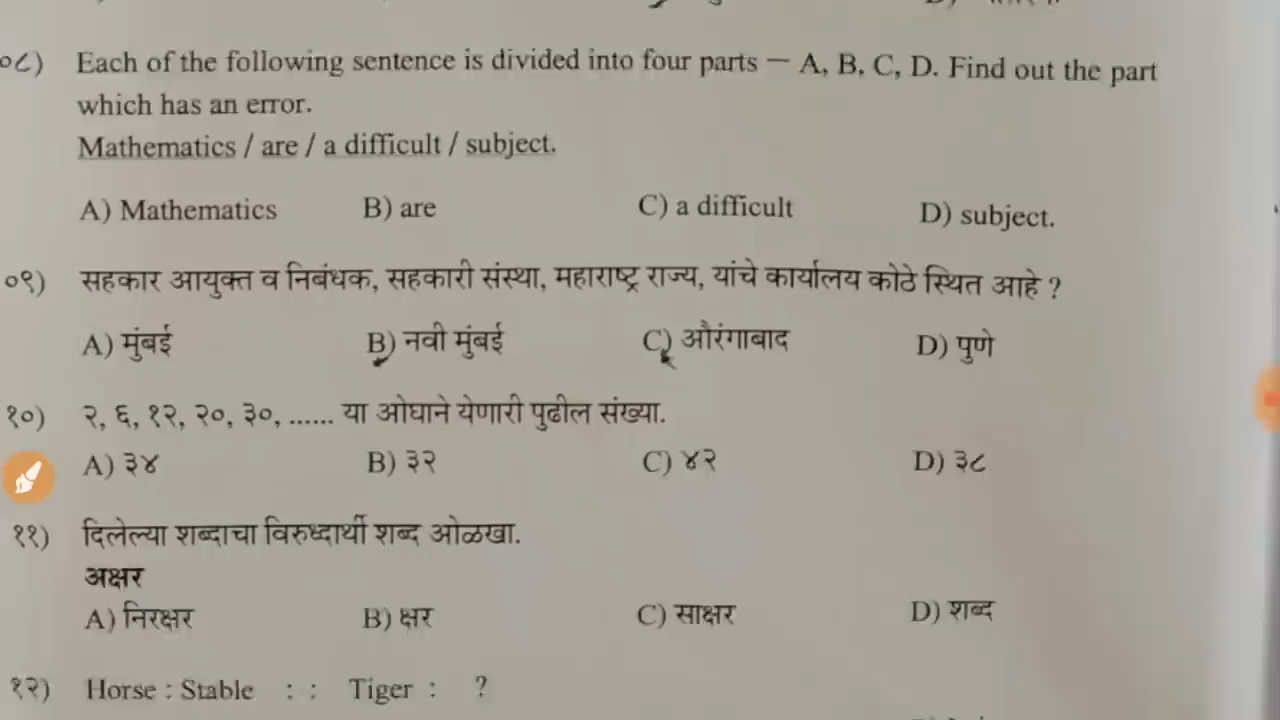 ०८) Each of the following sentence is divided into four parts – A, B, C, D. Find out the part
which has an error.
Mathematics / are / a difficult / subject.
A) Mathematics B) are C) a difficult D) subject.
०९) सहकार आयुक्त व निबंधक, सहकारी संस्था, महाराष्ट्र राज्य, यांचे कार्यालय कोठे स्थित आहे ?
A) मुंबई B) नवी मुंबई C) औरंगाबाद D) पुणे
१०) २, ६, १२, २०, ३०, ...... या ओघाने येणारी पुढील संख्या.
A) ३४ B) ३२ C) ४२ D) ३८
११) दिलेल्या शब्दाचा विरुध्दार्थी शब्द ओळखा.
अक्षर
A) निरक्षर B) क्षर C) साक्षर D) शब्द
१२) Horse : Stable : : Tiger : ?